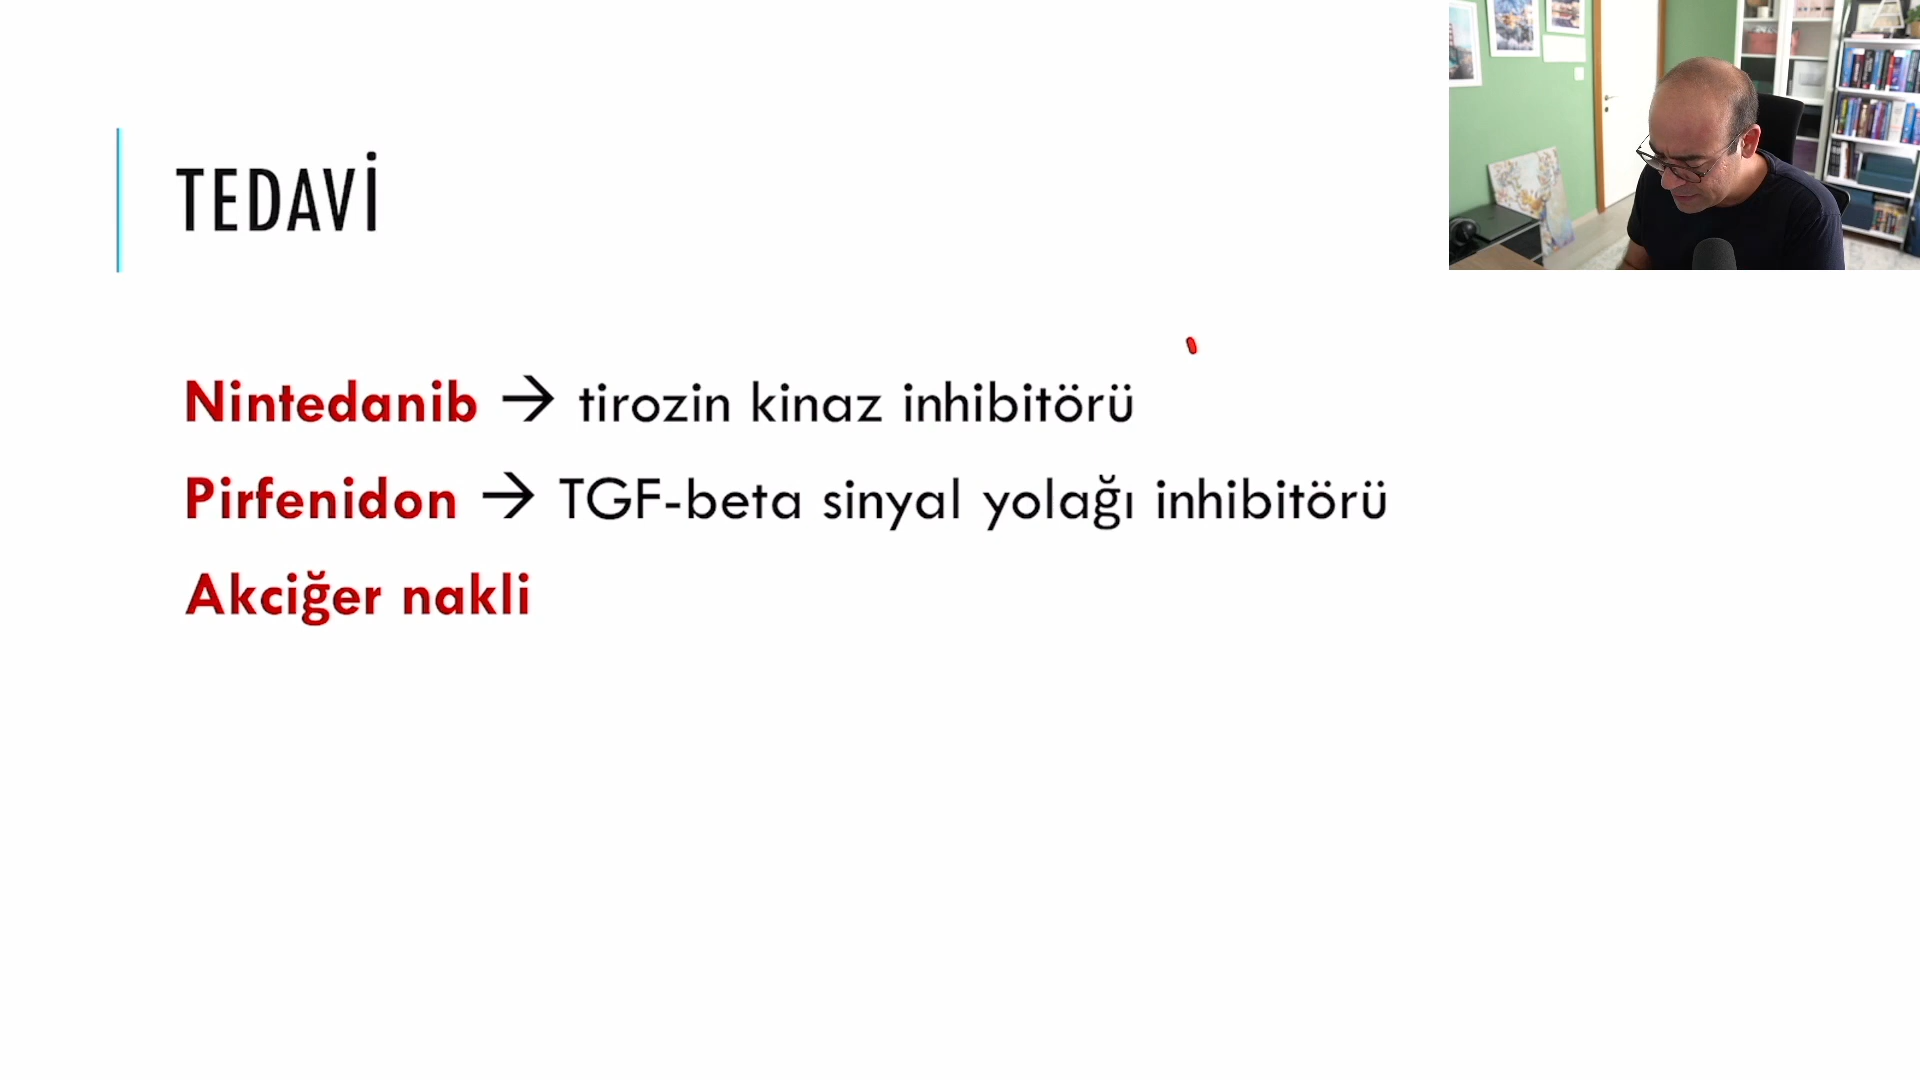 TEDAVİ
Nintedanib → tirozin kinaz inhibitörü
Pirfenidon → TGF-beta sinyal yolağı inhibitörü
Akciğer nakli